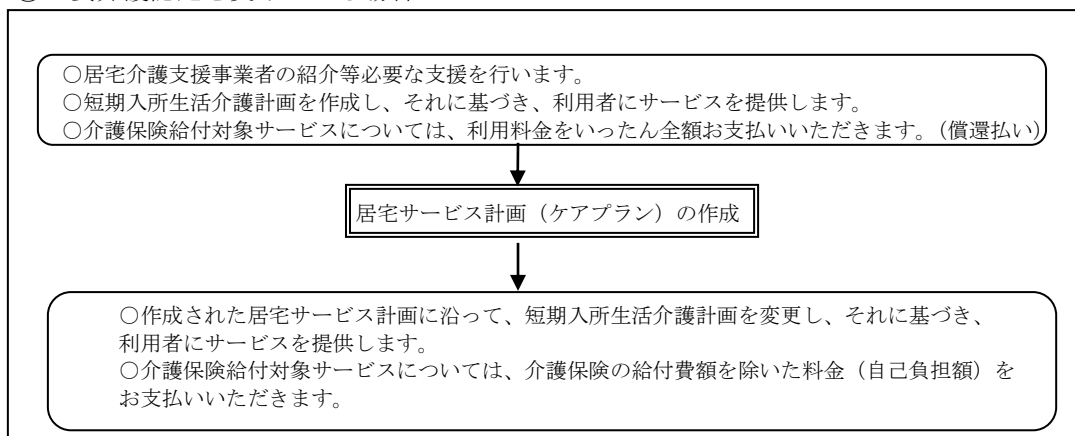 ○居宅介護支援事業者の紹介等必要な支援を行います。
○短期入所生活介護計画を作成し、それに基づき、利用者にサービスを提供します。
○介護保険給付対象サービスについては、利用料金をいったん全額お支払いいただきます。（償還払い）
居宅サービス計画（ケアプラン）の作成
○作成された居宅サービス計画に沿って、短期入所生活介護計画を変更し、それに基づき、
利用者にサービスを提供します。
○介護保険給付対象サービスについては、介護保険の給付費額を除いた料金（自己負担額）を
お支払いいただきます。